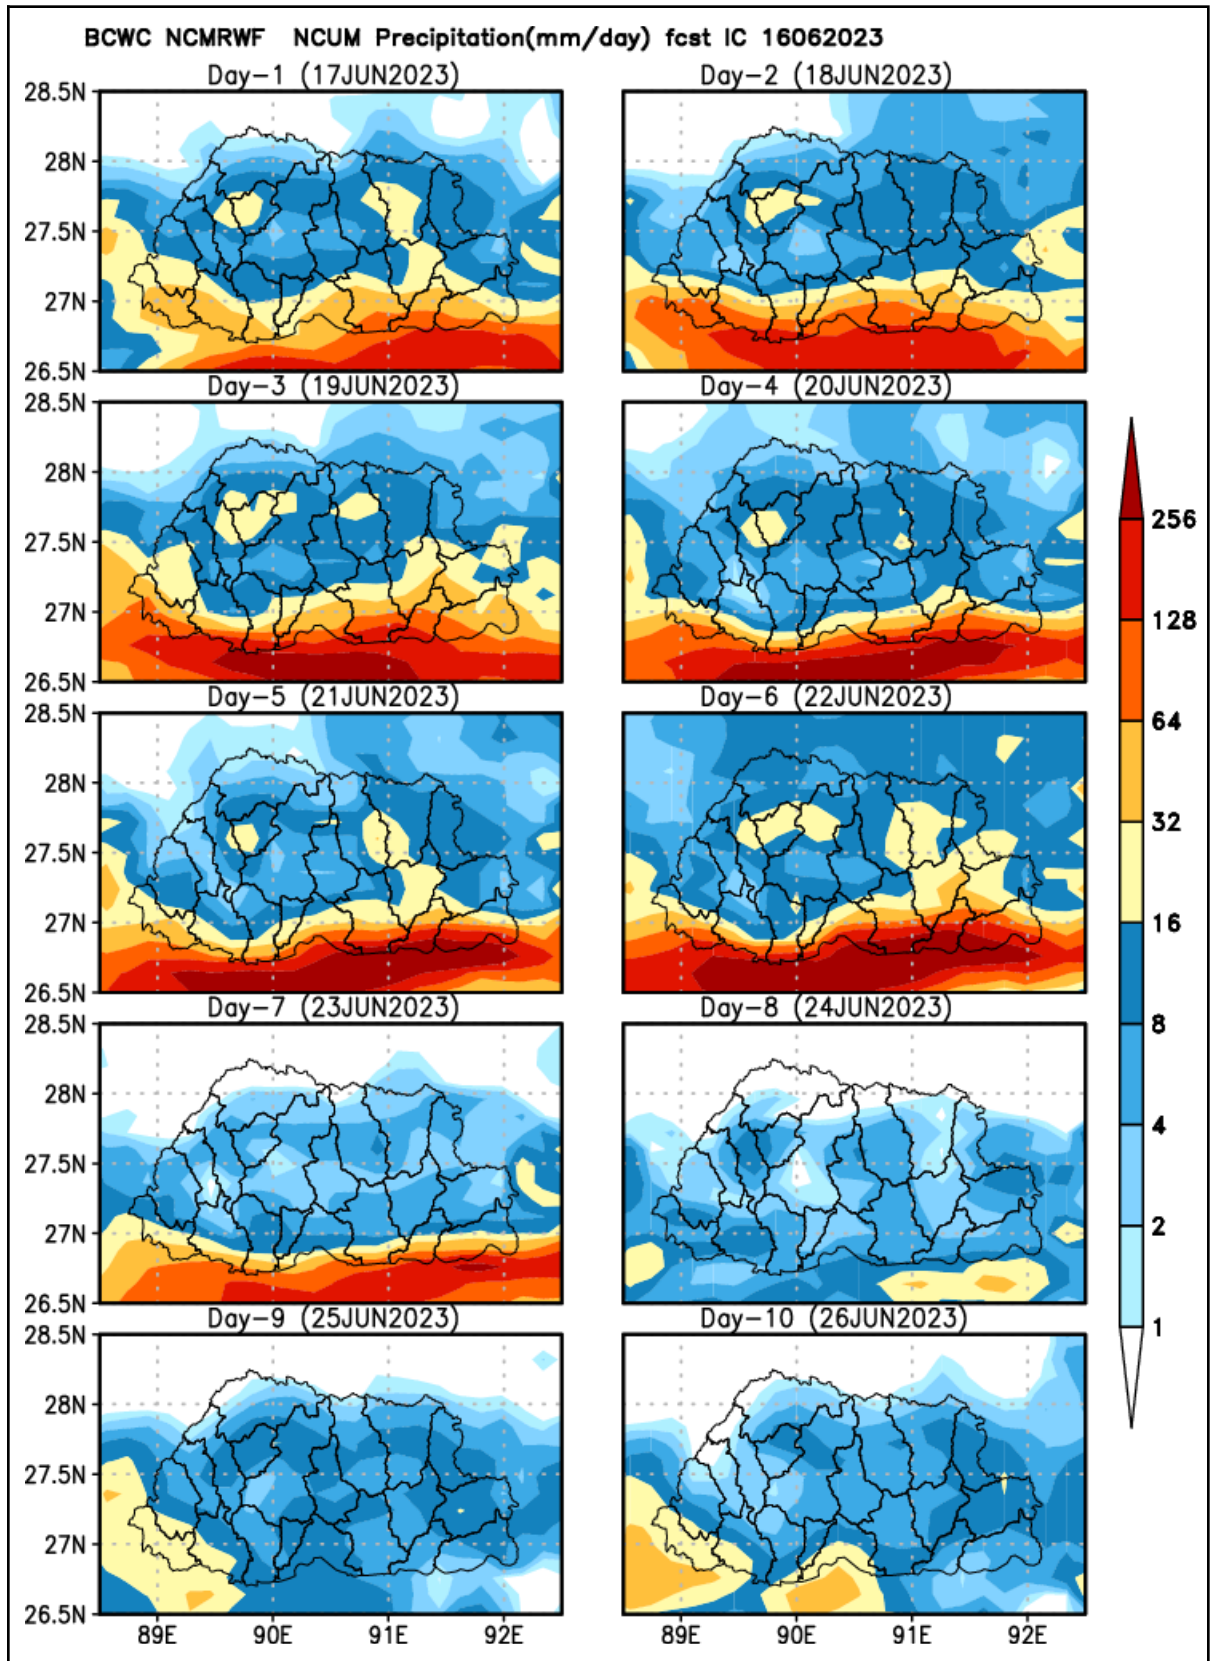 BCWC NCMRWF NCUM Precipitation(mm/day) fcst IC 16062023
Day-1 (17JUN2023)
Day-2 (18JUN2023)
28.5N
28N
27.5N
27N
26.5N
Day-3 (19JUN2023)
Day-4 (20JUN2023)
28.5N
28N
27.5N
27N
26.5N
Day-5 (21JUN2023)
Day-6 (22JUN2023)
28.5N
28N
27.5N
27N
26.5N
Day-7 (23JUN2023)
Day-8 (24JUN2023)
28.5N
28N
27.5N
27N
26.5N
Day-9 (25JUN2023)
Day-10 (26JUN2023)
28.5N
28N
27.5N
27N
26.5N
89E 90E 91E 92E
89E 90E 91E 92E
256
128
64
32
16
8
4
2
1